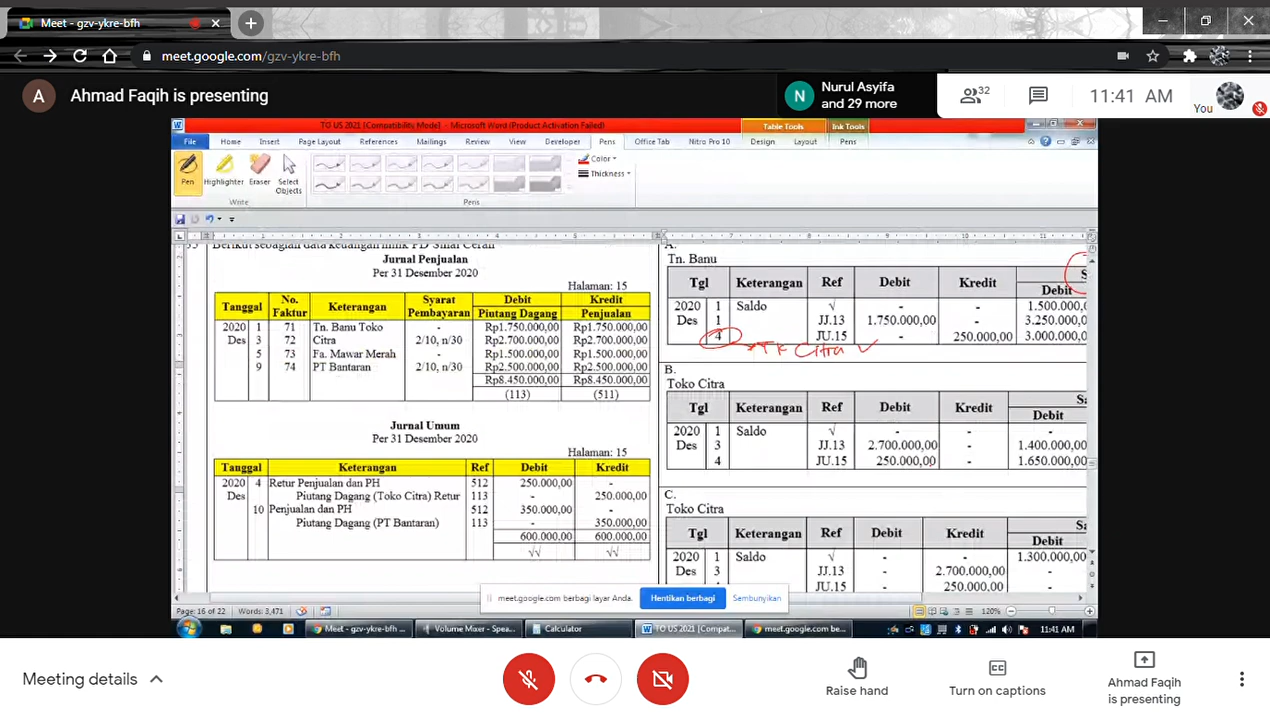 Meet - gzv-ykre-bfh
meet.google.com/gzv-ykre-bfh
A
Ahmad Faqih is presenting
N
Nurul Asyifa
and 29 more
32
11:41 AM
You
TO US 2021 [Compatibility Mode] - Microsoft Word (Product Activation Failed)
Table Tools
Ink Tools
File
Home
Insert
Page Layout
References
Mailings
Review
View
Developer
Pens
Office Tab
Nitro Pro 10
Design
Layout
Pens
Pen
Highlighter
Eraser
Select
Objects
Color
Thickness
Write
Pens
Berikut sebagian data keuangan milik PD Sinar Cerah
Jurnal Penjualan
Per 31 Desember 2020
Halaman: 15
Tanggal No. Faktur Keterangan Syarat Pembayaran Debit Kredit
Piutang Dagang Penjualan
2020 1 71 Tn. Banu Toko - Rp1.750.000,00 Rp1.750.000,00
Des 3 72 Citra 2/10, n/30 Rp2.700.000,00 Rp2.700.000,00
5 73 Fa. Mawar Merah - Rp1.500.000,00 Rp1.500.000,00
9 74 PT Bantaran 2/10, n/30 Rp2.500.000,00 Rp2.500.000,00
Rp8.450.000,00 Rp8.450.000,00
(113) (511)
Jurnal Umum
Per 31 Desember 2020
Halaman: 15
Tanggal Keterangan Ref Debit Kredit
2020 4 Retur Penjualan dan PH 512 250.000,00 -
Des Piutang Dagang (Toko Citra) Retur 113 - 250.000,00
10 Penjualan dan PH 512 350.000,00 -
Piutang Dagang (PT Bantaran) 113 - 350.000,00
600.000,00 600.000,00
√√ √√
A.
Tn. Banu
Tgl Keterangan Ref Debit Kredit
Debit
2020 1 Saldo √ - - 1.500.000,
Des 1 JJ.13 1.750.000,00 - 3.250.000,
4 JU.15 - 250.000,00 3.000.000,
TK Citra ✓
B.
Toko Citra
Tgl Keterangan Ref Debit Kredit Sa
Debit
2020 1 Saldo √ - - -
Des 3 JJ.13 2.700.000,00 - 1.400.000,00
4 JU.15 250.000,00 - 1.650.000,00
C.
Toko Citra
Tgl Keterangan Ref Debit Kredit Sa
Debit
2020 1 Saldo √ - - 1.300.000,00
Des 3 JJ.13 - 2.700.000,00 -
JU.15 - 250.000,00 -
meet.google.com berbagi layar Anda.
Hentikan berbagi
Sembunyikan
Page: 16 of 22
Words: 3,471
120%
Meet - gzv-ykre-bfh ...
Volume Mixer - Spea...
Calculator
TO US 2021 [Compat...
meet.google.com be...
11:41 AM
Meeting details
Raise hand
Turn on captions
Ahmad Faqih
is presenting